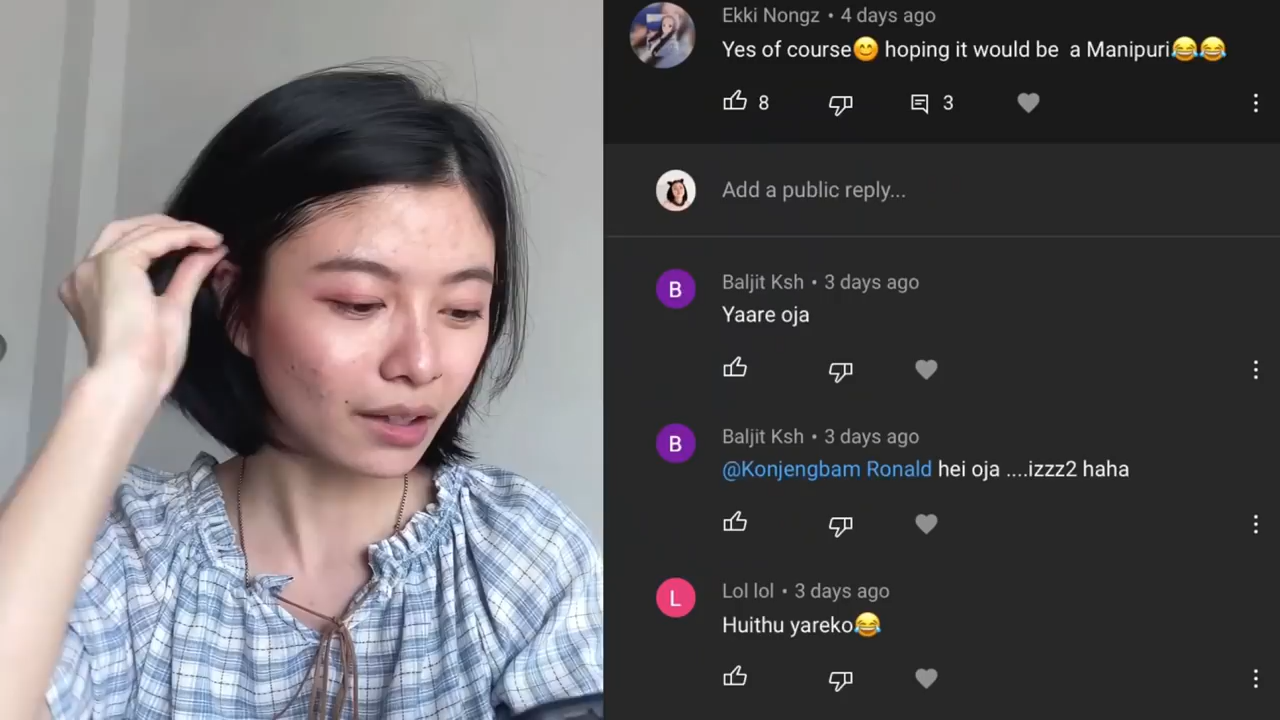 Ekki Nongz • 4 days ago
Yes of course😊 hoping it would be a Manipuri😂😂
8
3
Add a public reply...
B
Baljit Ksh • 3 days ago
Yaare oja
B
Baljit Ksh • 3 days ago
@Konjengbam Ronald hei oja ....izzz2 haha
L
Lol lol • 3 days ago
Huithu yareko😂